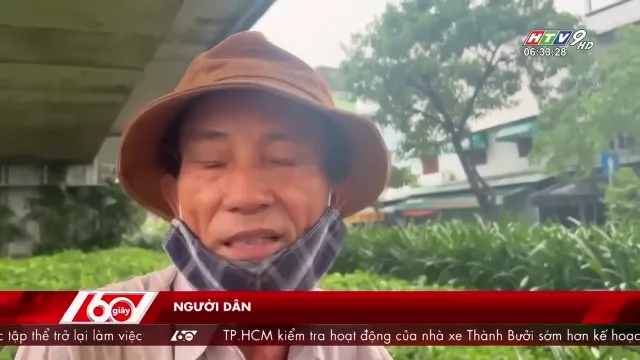 HTV9 HD
06:33:28
60 giây
NGƯỜI DÂN
c tập thể trở lại làm việc 60 TP.HCM kiểm tra hoạt động của nhà xe Thành Bưởi sớm hơn kế hoạc